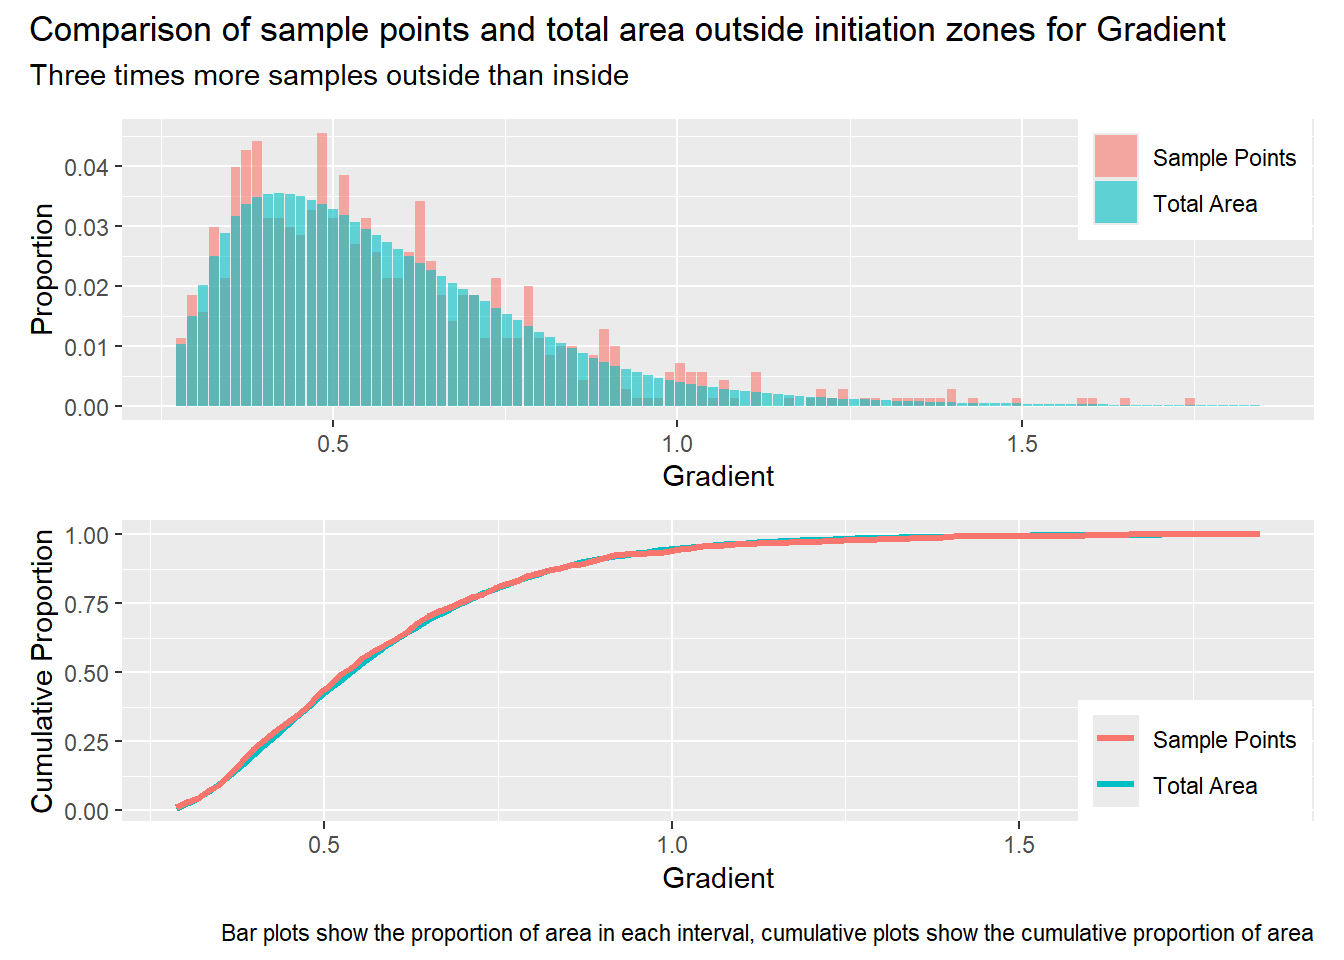 Comparison of sample points and total area outside initiation zones for Gradient
Three times more samples outside than inside
Proportion
0.04
0.03
0.02
0.01
0.00
Sample Points
Total Area
0.5
1.0
1.5
Gradient
Cumulative Proportion
1.00
0.75
0.50
0.25
0.00
Sample Points
Total Area
0.5
1.0
1.5
Gradient
Bar plots show the proportion of area in each interval, cumulative plots show the cumulative proportion of area